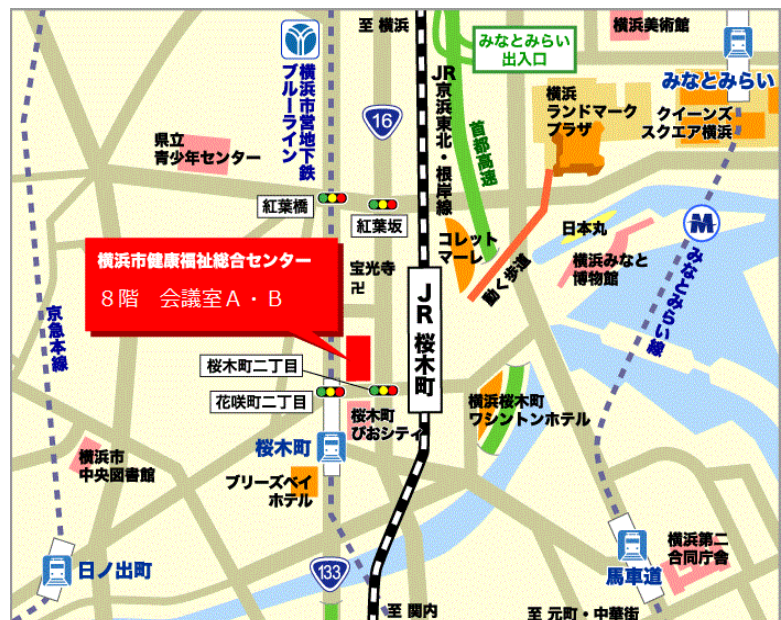 至 横浜
みなとみらい
出入口
横浜美術館
みなとみらい
横浜市営地下鉄
ブルーライン
16
JR
京浜東北・根岸線
首都高速
横浜
ランドマーク
プラザ
クイーンズ
スクエア横浜
県立
青少年センター
紅葉橋
紅葉坂
コレット
マーレ
日本丸
M
横浜みなと
博物館
みなとみらい線
動く歩道
横浜市健康福祉総合センター
8階 会議室A・B
宝光寺
卍
JR 桜木町
京急本線
桜木町二丁目
花咲町二丁目
桜木町
ぴおシティ
横浜桜木町
ワシントンホテル
桜木町
横浜市
中央図書館
ブリーズベイ
ホテル
日ノ出町
133
馬車道
横浜第二
合同庁舎
至 関内
至 元町・中華街